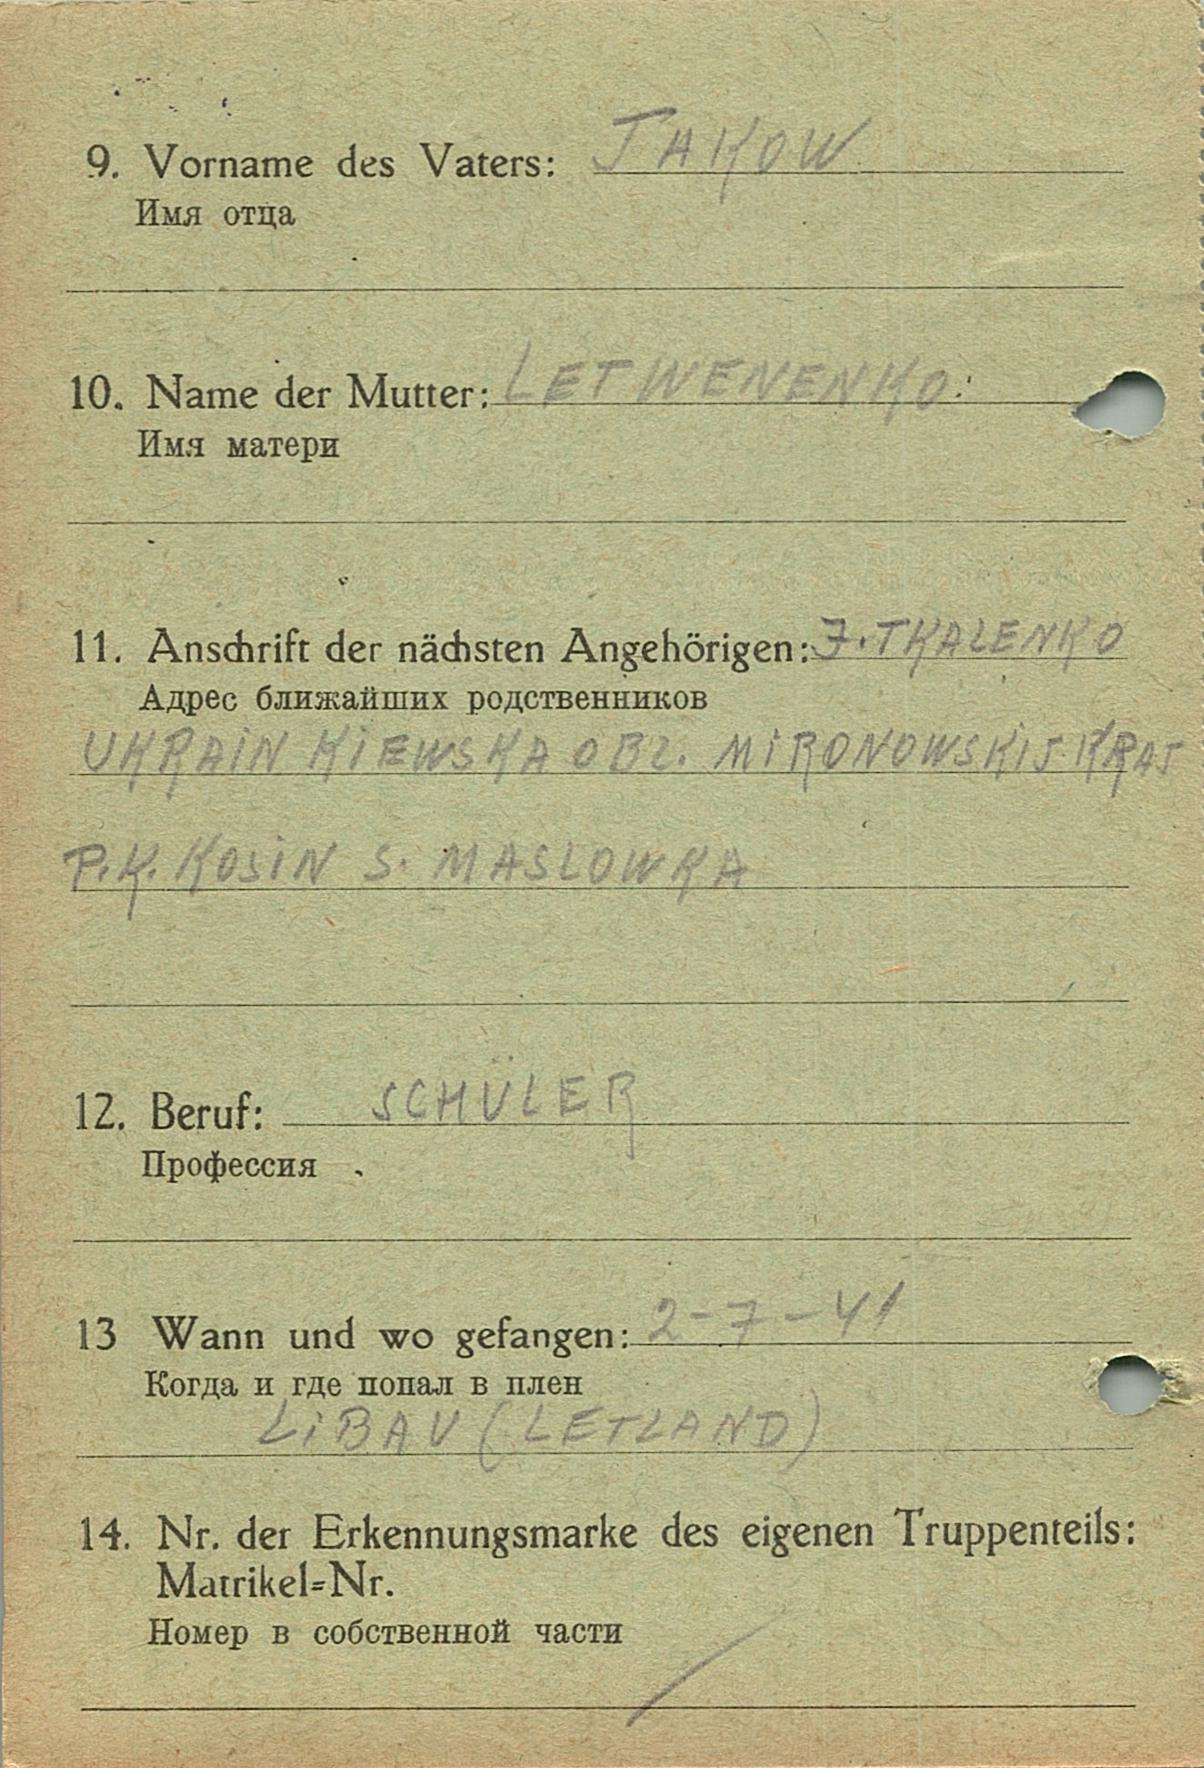 9. Vorname des Vaters: JAKOW
Имя отца
10. Name der Mutter: LETWENENKO.
Имя матери
11. Anschrift der nächsten Angehörigen: J. TKALENKO
Адрес ближайших родственников
UKRAIN KiEWSKA OBL. MiRONOWSKiJ KRAJ
P.K. KOSiN S. MASLOWKA
12. Beruf: SCHÜLER
Профессия
13 Wann und wo gefangen: 2-7-41
Когда и где попал в плен
LiBAU (LETLAND)
14. Nr. der Erkennungsmarke des eigenen Truppenteils:
Matrikel=Nr.
Номер в собственной части